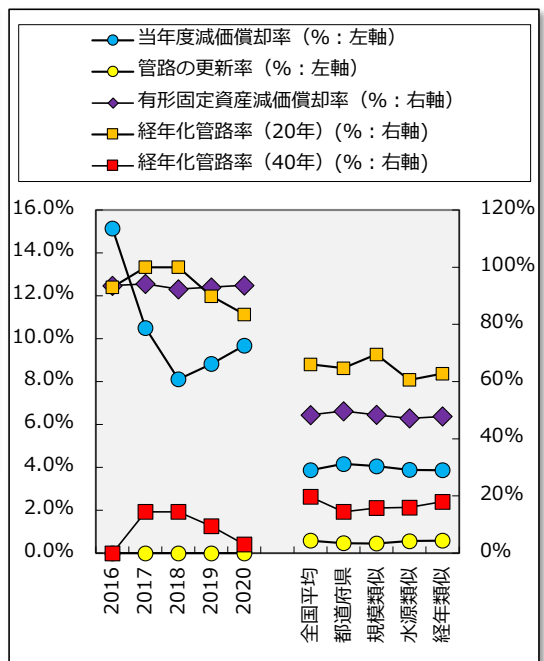 当年度減価償却率（%：左軸）
管路の更新率（%：左軸）
有形固定資産減価償却率（%：右軸）
経年化管路率（20年）(%：右軸)
経年化管路率（40年）(%：右軸)
16.0%
14.0%
12.0%
10.0%
8.0%
6.0%
4.0%
2.0%
0.0%
120%
100%
80%
60%
40%
20%
0%
2016
2017
2018
2019
2020
全国平均
都道府県
規模類似
水源類似
経年類似